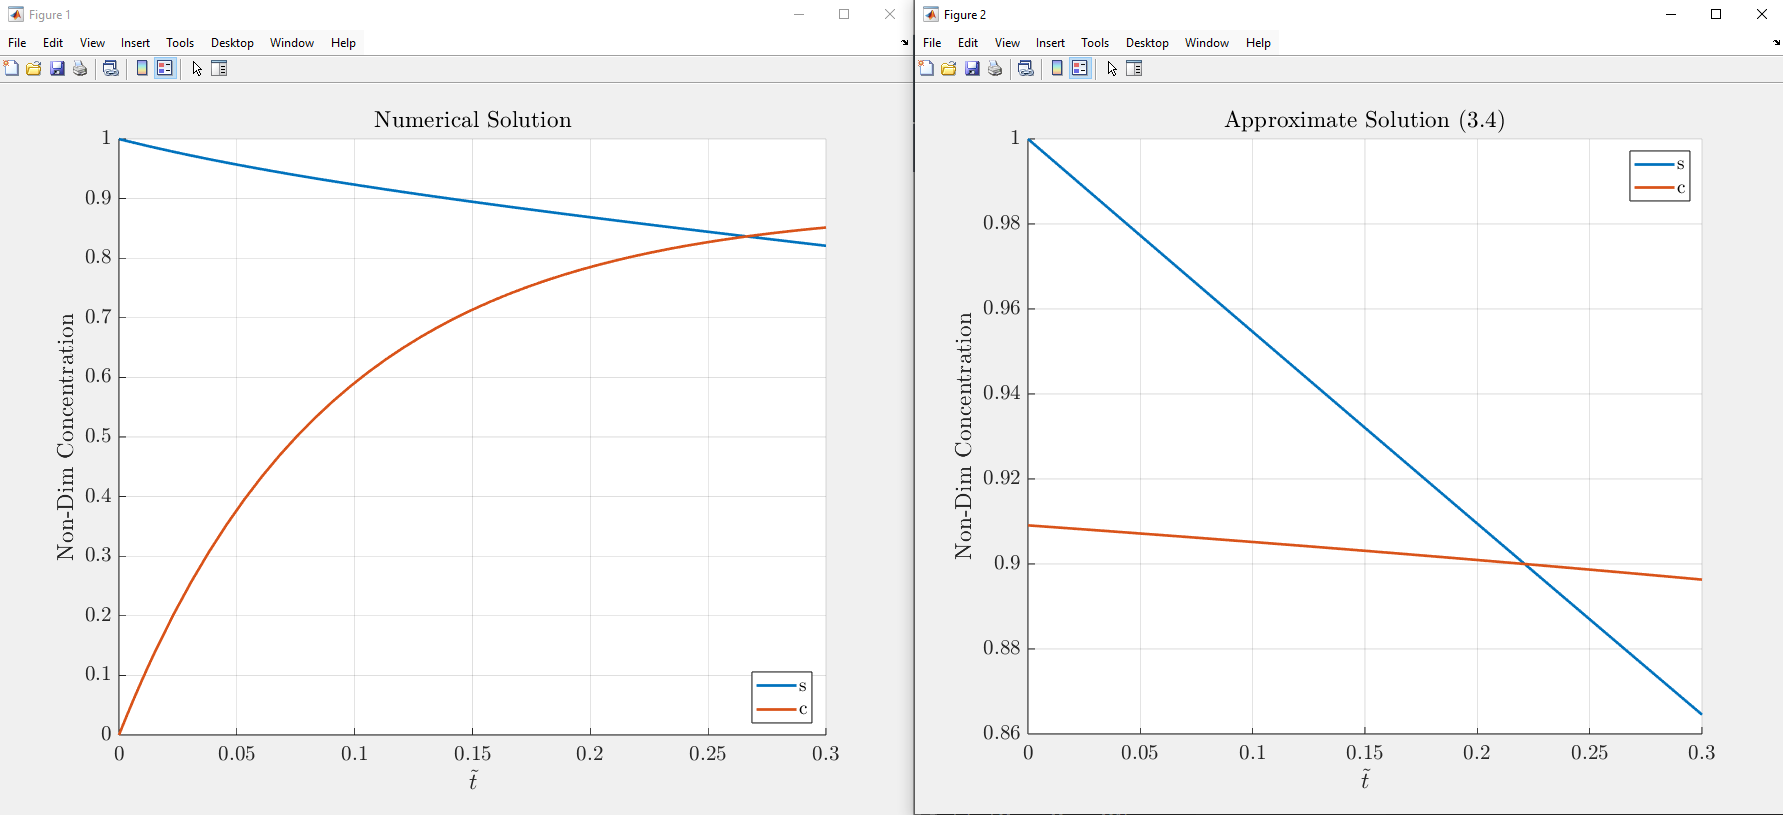 Figure 1
File Edit View Insert Tools Desktop Window Help
Numerical Solution
1
0.9
0.8
0.7
0.6
0.5
0.4
0.3
0.2
0.1
0
Non-Dim Concentration
s
c
0 0.05 0.1 0.15 0.2 0.25 0.3
t̃
Figure 2
File Edit View Insert Tools Desktop Window Help
Approximate Solution (3.4)
1
0.98
0.96
0.94
0.92
0.9
0.88
0.86
Non-Dim Concentration
s
c
0 0.05 0.1 0.15 0.2 0.25 0.3
t̃